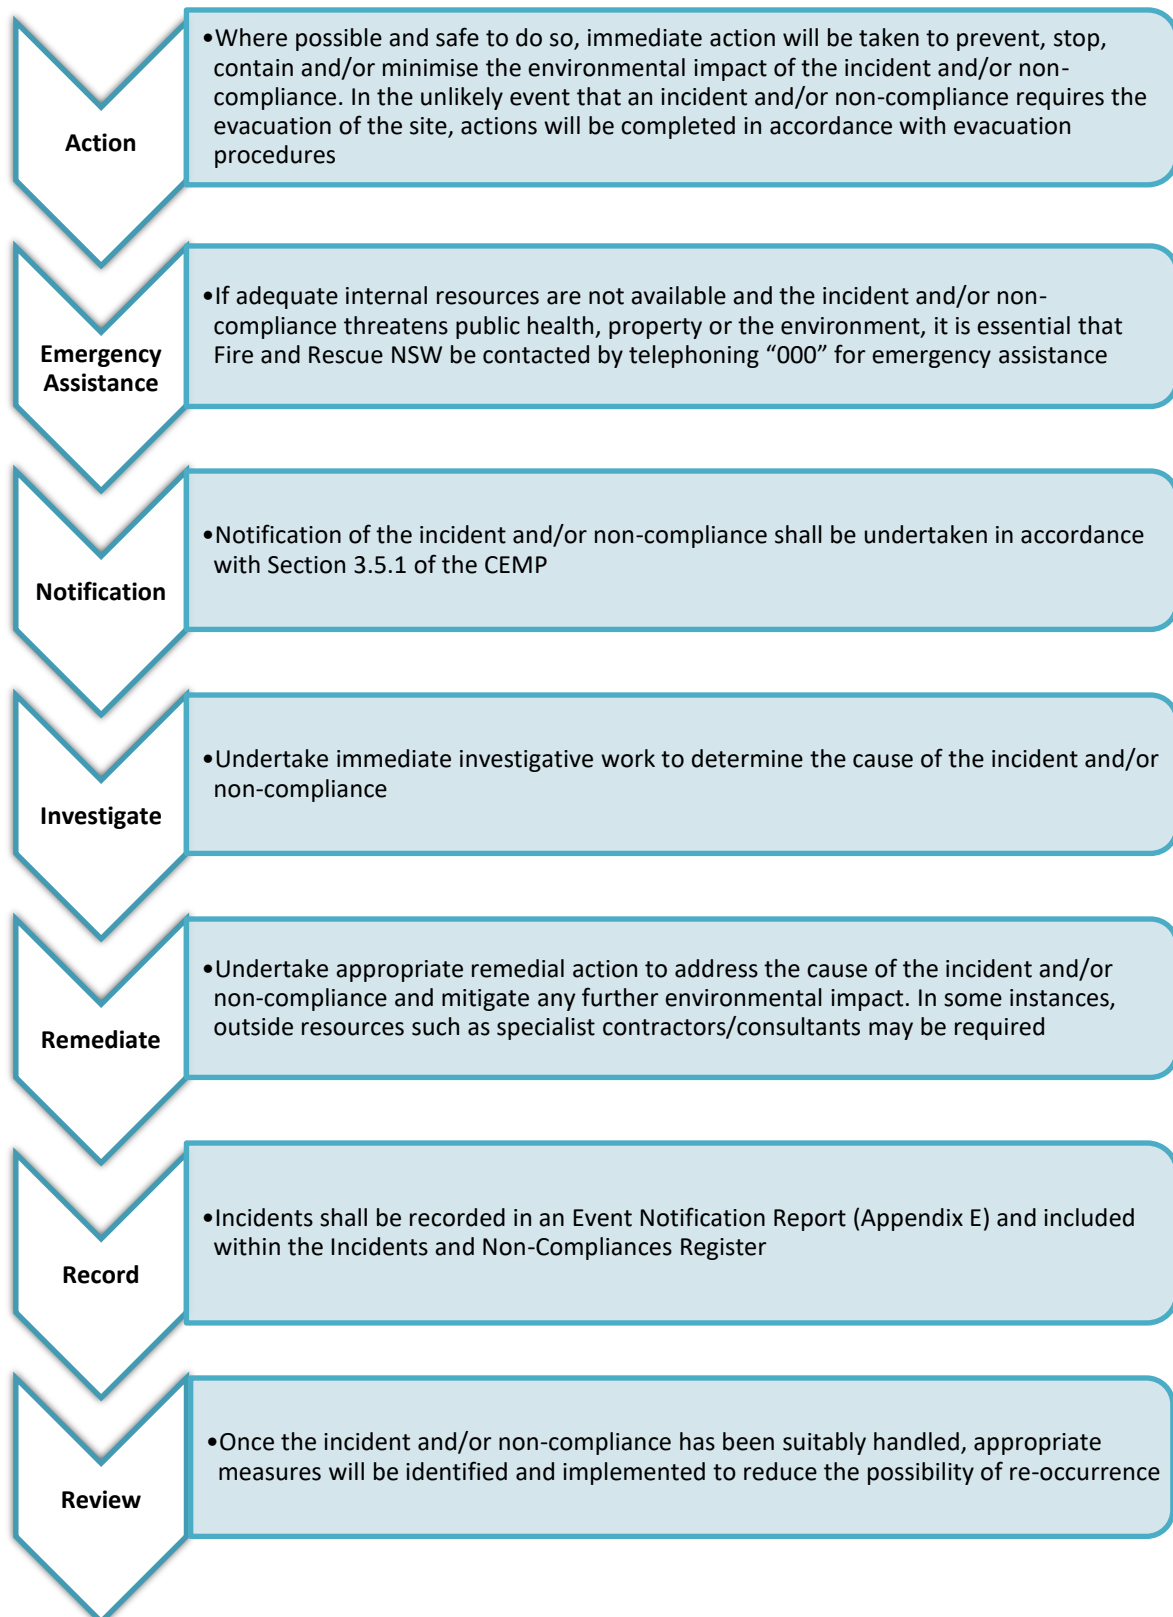 •Where possible and safe to do so, immediate action will be taken to prevent, stop,
contain and/or minimise the environmental impact of the incident and/or non-
compliance. In the unlikely event that an incident and/or non-compliance requires the
evacuation of the site, actions will be completed in accordance with evacuation
procedures
Action
•If adequate internal resources are not available and the incident and/or non-
compliance threatens public health, property or the environment, it is essential that
Fire and Rescue NSW be contacted by telephoning “000” for emergency assistance
Emergency
Assistance
•Notification of the incident and/or non-compliance shall be undertaken in accordance
with Section 3.5.1 of the CEMP
Notification
•Undertake immediate investigative work to determine the cause of the incident and/or
non-compliance
Investigate
•Undertake appropriate remedial action to address the cause of the incident and/or
non-compliance and mitigate any further environmental impact. In some instances,
outside resources such as specialist contractors/consultants may be required
Remediate
•Incidents shall be recorded in an Event Notification Report (Appendix E) and included
within the Incidents and Non-Compliances Register
Record
•Once the incident and/or non-compliance has been suitably handled, appropriate
measures will be identified and implemented to reduce the possibility of re-occurrence
Review